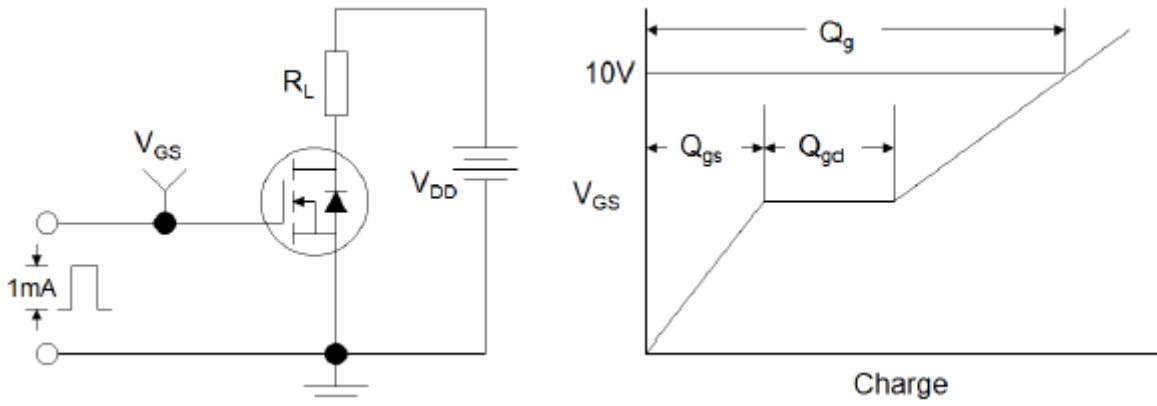 R_L
V_GS
V_DD
1mA
Q_g
10V
Q_gs
Q_gd
V_GS
Charge